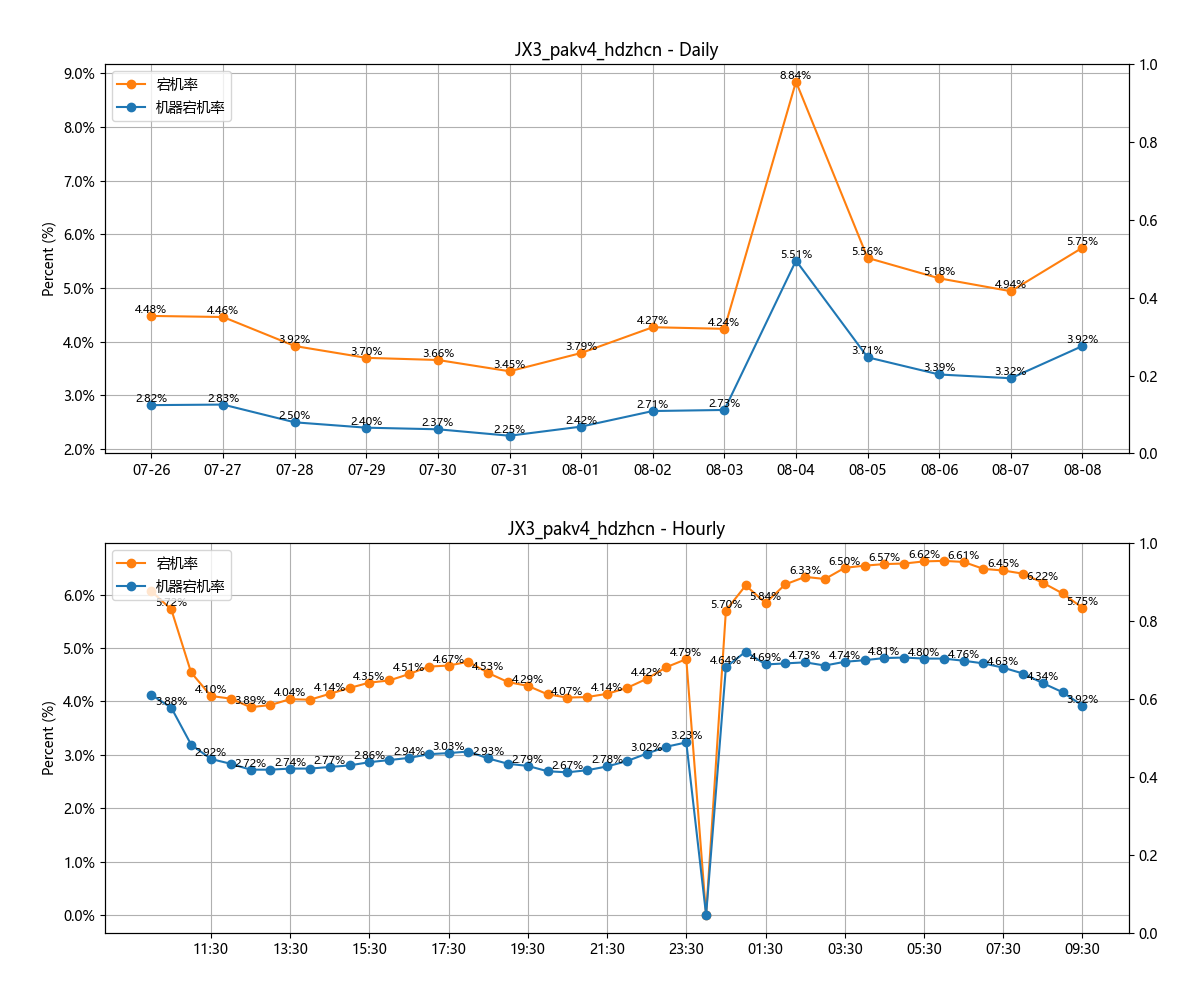 JX3_pakv4_hdzhcn - Daily
宕机率
机器宕机率
Percent (%)
9.0%
8.0%
7.0%
6.0%
5.0%
4.0%
3.0%
2.0%
1.0
0.8
0.6
0.4
0.2
0.0
4.48% 4.46% 3.92% 3.70% 3.66% 3.45% 3.79% 4.27% 4.24% 8.84% 5.56% 5.18% 4.94% 5.75%
2.82% 2.83% 2.50% 2.40% 2.37% 2.25% 2.42% 2.71% 2.73% 5.51% 3.71% 3.39% 3.32% 3.92%
07-26 07-27 07-28 07-29 07-30 07-31 08-01 08-02 08-03 08-04 08-05 08-06 08-07 08-08
JX3_pakv4_hdzhcn - Hourly
宕机率
机器宕机率
Percent (%)
6.0%
5.0%
4.0%
3.0%
2.0%
1.0%
0.0%
1.0
0.8
0.6
0.4
0.2
0.0
5.72% 4.10% 3.89% 4.04% 4.14% 4.35% 4.51% 4.67% 4.53% 4.29% 4.07% 4.14% 4.42% 4.79% 5.70% 5.84% 6.33% 6.50% 6.57% 6.62% 6.61% 6.45% 6.22% 5.75%
3.88% 2.92% 2.72% 2.74% 2.77% 2.86% 2.94% 3.03% 2.93% 2.79% 2.67% 2.78% 3.02% 3.23% 4.64% 4.69% 4.73% 4.74% 4.81% 4.80% 4.76% 4.63% 4.34% 3.92%
11:30 13:30 15:30 17:30 19:30 21:30 23:30 01:30 03:30 05:30 07:30 09:30